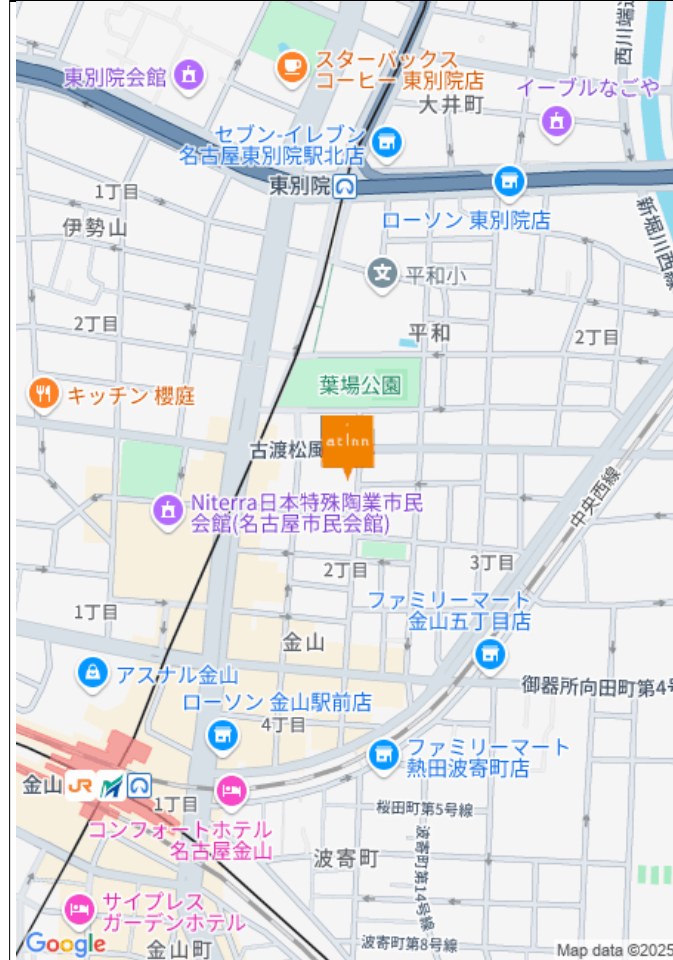 西川端通
東別院会館
スターバックス
コーヒー 東別院店
大井町
イーブルなごや
セブン-イレブン
名古屋東別院駅北店
東別院
1丁目
ローソン 東別院店
新堀川西線
伊勢山
平和小
2丁目
平和
2丁目
葉場公園
キッチン 櫻庭
古渡松風
at Inn
中央西線
Niterra日本特殊陶業市民
会館(名古屋市民会館)
2丁目
3丁目
ファミリーマート
金山五丁目店
1丁目
金山
アスナル金山
御器所向田町第4号
ローソン 金山駅前店
4丁目
ファミリーマート
熱田波寄町店
金山 JR
1丁目
桜田町第5号線
コンフォートホテル
名古屋金山
波寄町
波寄町第14号線
サイプレス
ガーデンホテル
Google
金山町
波寄町第8号線
Map data ©2025